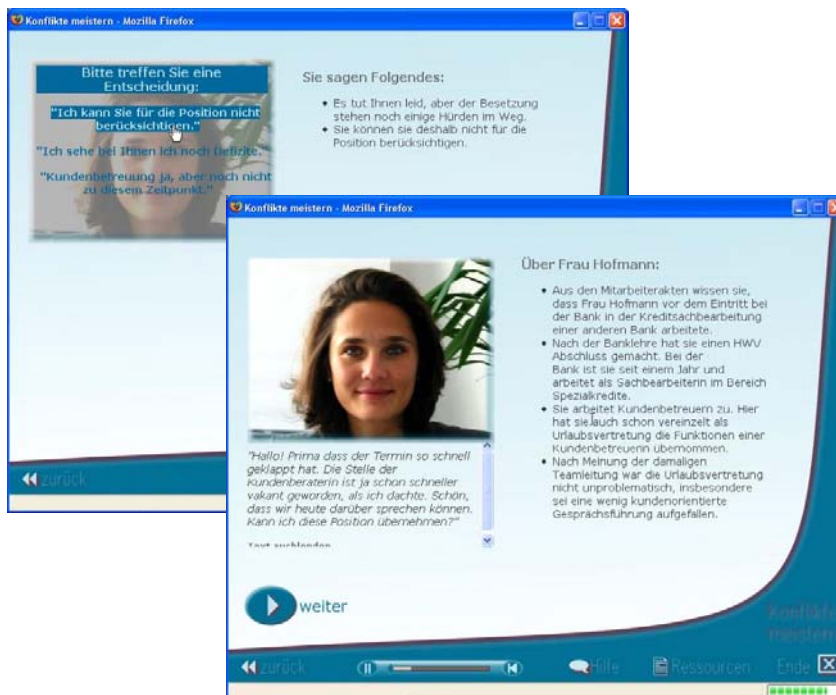 Konflikte meistern - Mozilla Firefox
Bitte treffen Sie eine
Entscheidung:
"Ich kann Sie für die Position nicht
berücksichtigen."
"Ich sehe bei Ihnen ich noch Defizite."
"Kundenbetreuung ja, aber noch nicht
zu diesem Zeitpunkt."
Sie sagen Folgendes:
• Es tut Ihnen leid, aber der Besetzung
stehen noch einige Hürden im Weg.
• Sie können sie deshalb nicht für die
Position berücksichtigen.
zurück
Konflikte meistern - Mozilla Firefox
"Hallo! Prima dass der Termin so schnell
geklappt hat. Die Stelle der
Kundenberaterin ist ja schon schneller
vakant geworden, als ich dachte. Schön,
dass wir heute darüber sprechen können.
Kann ich diese Position übernehmen?"
Text ausblenden
weiter
Über Frau Hofmann:
• Aus den Mitarbeiterakten wissen sie,
dass Frau Hofmann vor dem Eintritt bei
der Bank in der Kreditsachbearbeitung
einer anderen Bank arbeitete.
• Nach der Banklehre hat sie einen HWV
Abschluss gemacht. Bei der
Bank ist sie seit einem Jahr und
arbeitet als Sachbearbeiterin im Bereich
Spezialkredite.
• Sie arbeitet Kundenbetreuern zu. Hier
hat sie auch schon vereinzelt als
Urlaubsvertretung die Funktionen einer
Kundenbetreuerin übernommen.
• Nach Meinung der damaligen
Teamleitung war die Urlaubsvertretung
nicht unproblematisch, insbesondere
sei eine wenig kundenorientierte
Gesprächsführung aufgefallen.
Konflikte
meistern
zurück
Hilfe
Ressourcen
Ende